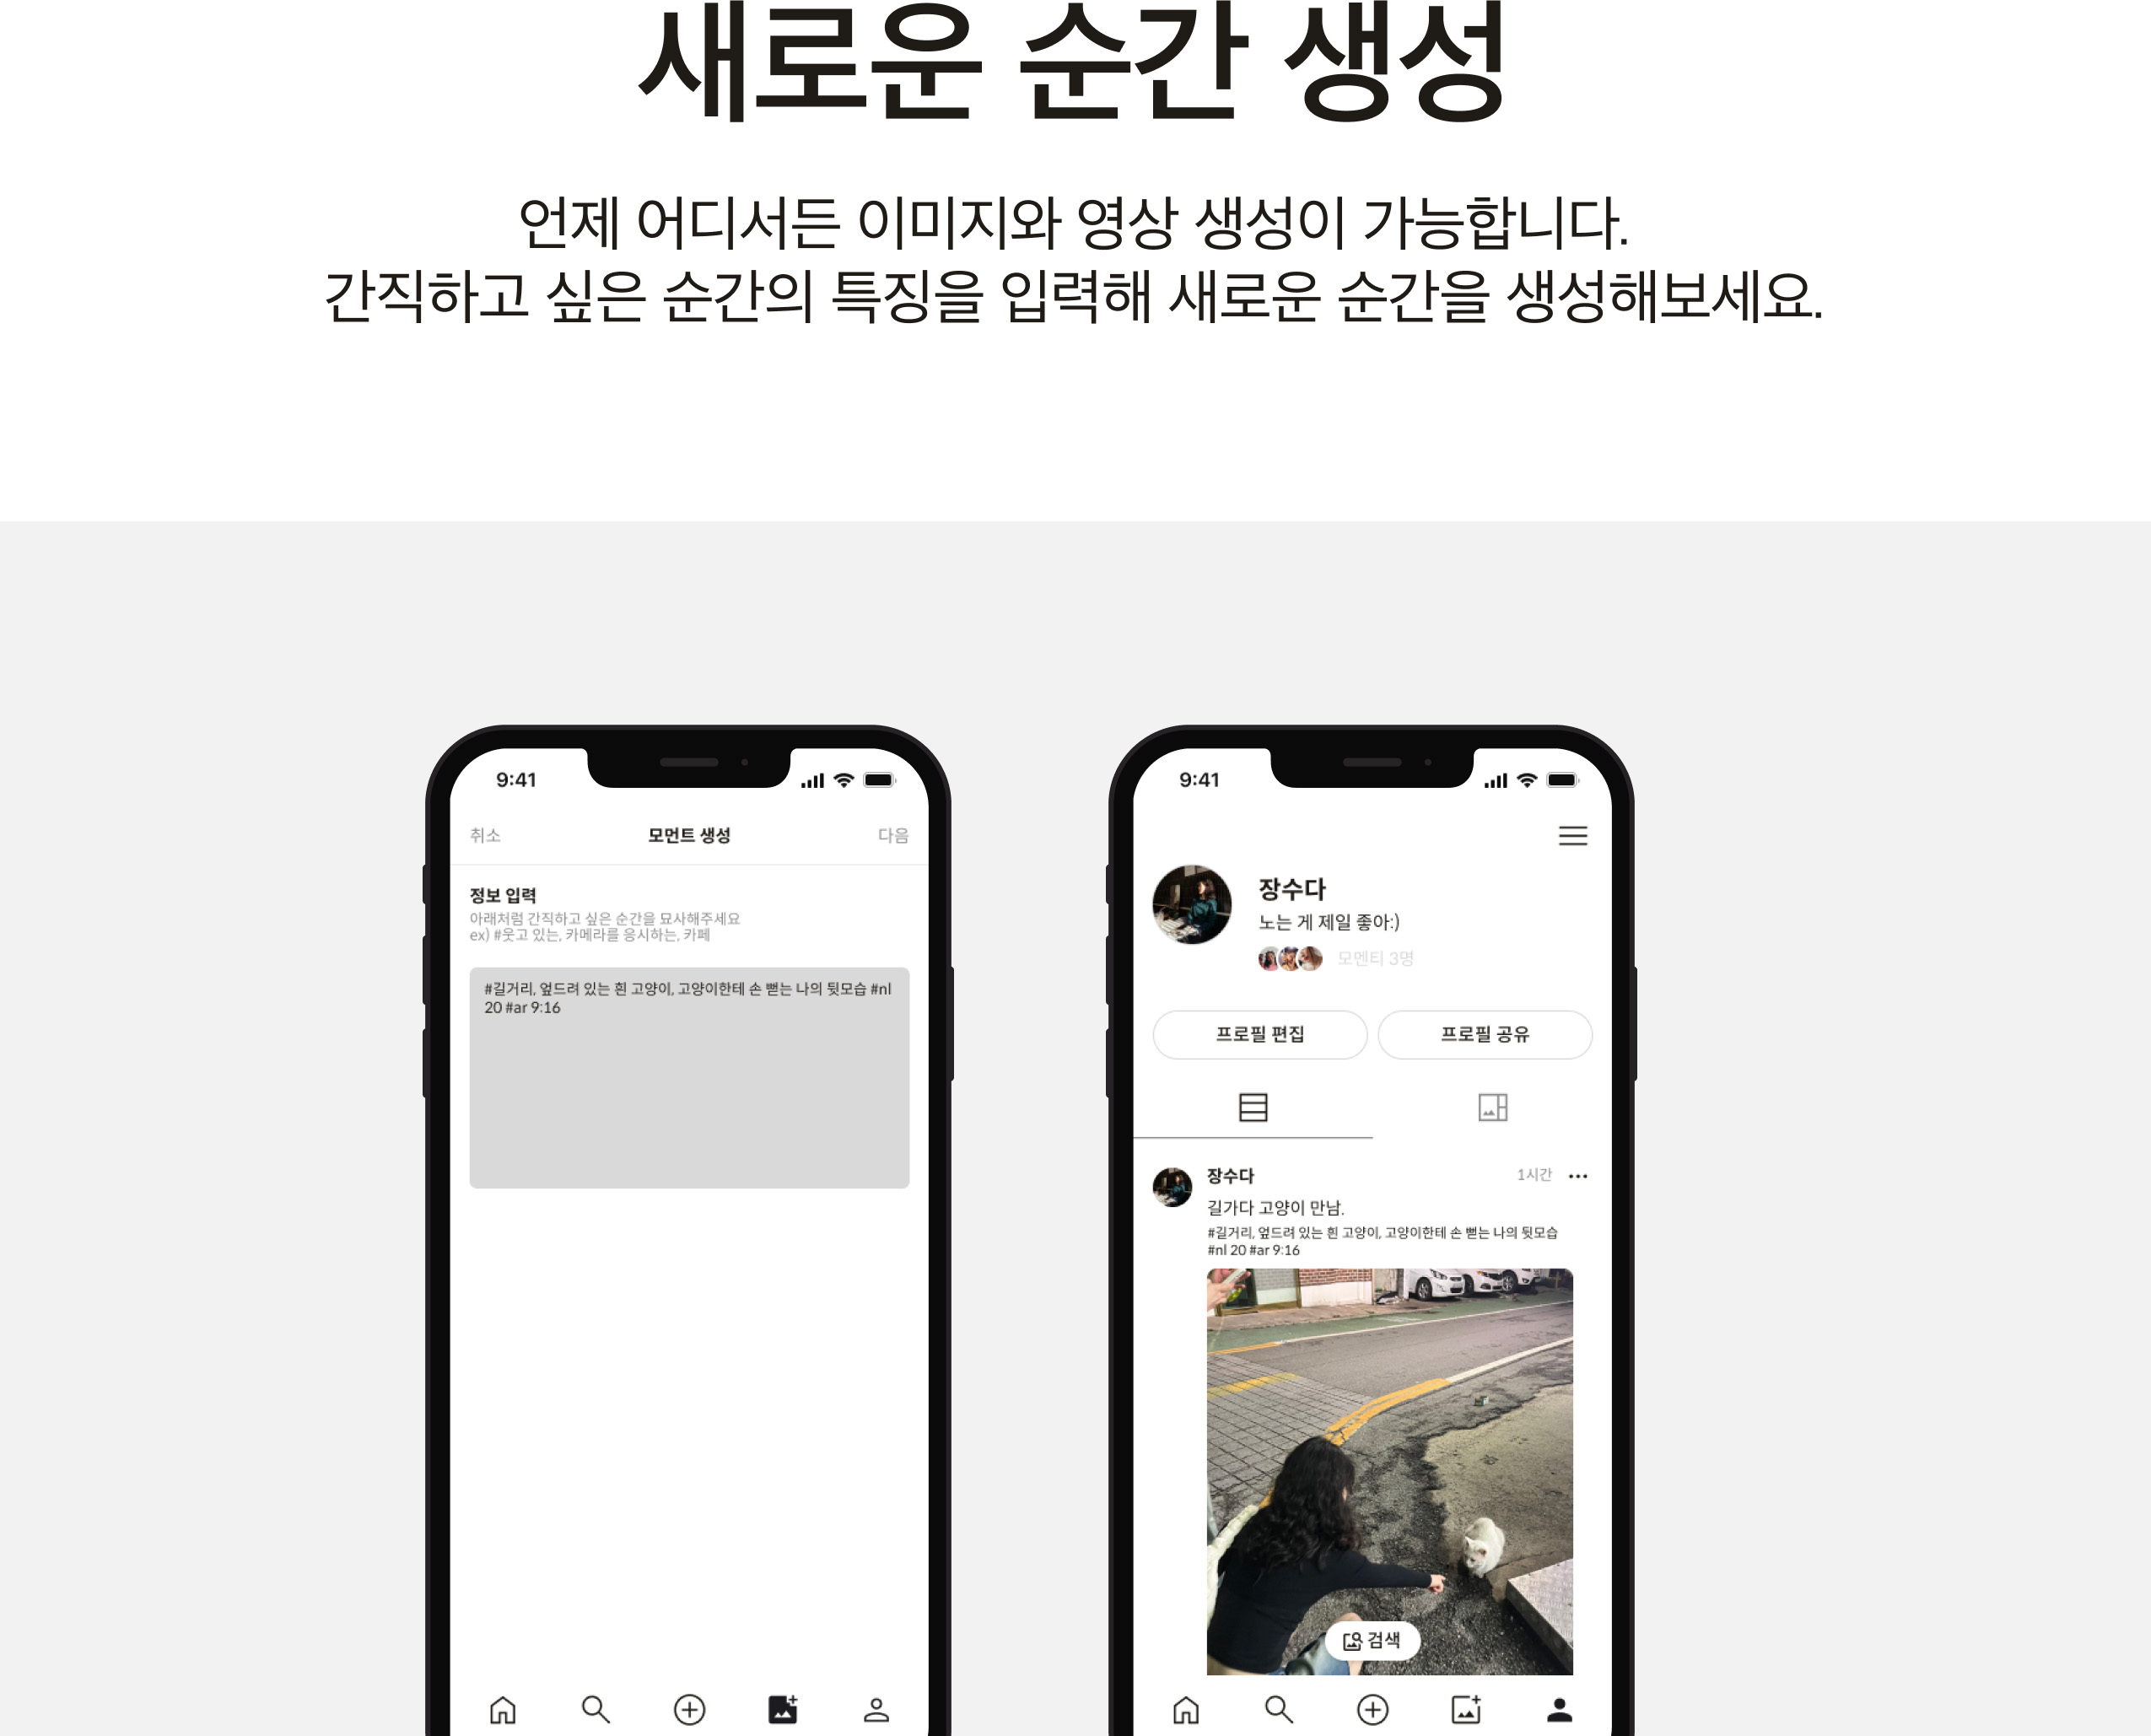 새로운 순간 생성
언제 어디서든 이미지와 영상 생성이 가능합니다.
간직하고 싶은 순간의 특징을 입력해 새로운 순간을 생성해보세요.
9:41
취소
모먼트 생성
다음
정보 입력
아래처럼 간직하고 싶은 순간을 묘사해주세요
ex) #웃고 있는, 카메라를 응시하는, 카페
#길거리, 엎드려 있는 흰 고양이, 고양이한테 손 뻗는 나의 뒷모습 #nl
20 #ar 9:16
9:41
장수다
노는 게 제일 좋아:)
모멘티 3명
프로필 편집
프로필 공유
장수다
1시간
길가다 고양이 만남.
#길거리, 엎드려 있는 흰 고양이, 고양이한테 손 뻗는 나의 뒷모습
#nl 20 #ar 9:16
검색